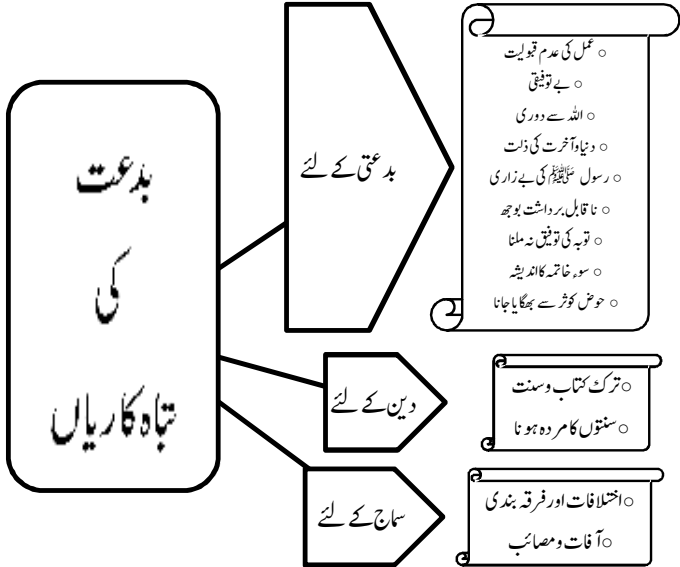 بدعت
کی
تباہ کاریاں
بدعتی کے لئے
○ عمل کی عدم قبولیت
○ بے توفیقی
○ اللہ سے دوری
○ دنیا و آخرت کی ذلت
○ رسول ﷺ کی بے زاری
○ ناقابل برداشت بوجھ
○ توبہ کی توفیق نہ ملنا
○ سوء خاتمہ کا اندیشہ
○ حوض کوثر سے بھگایا جانا
دین کے لئے
○ ترک کتاب و سنت
○ سنتوں کا مردہ ہونا
سماج کے لئے
○ اختلافات اور فرقہ بندی
○ آفات و مصائب